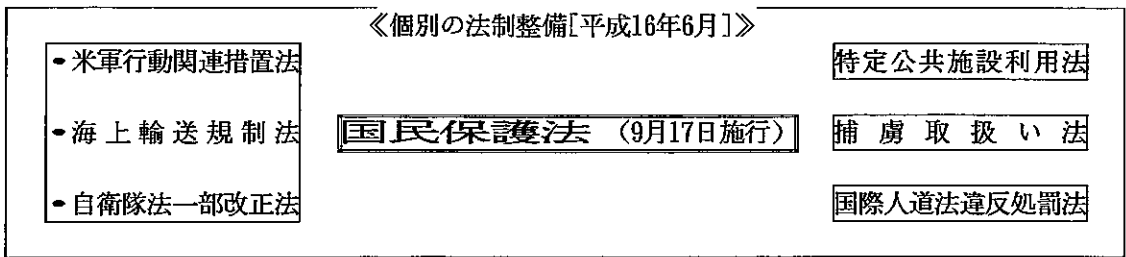 ≪個別の法制整備[平成16年6月]≫
・米軍行動関連措置法
・海上輸送規制法
・自衛隊法一部改正法
国民保護法（9月17日施行）
特定公共施設利用法
捕虜取扱い法
国際人道法違反処罰法